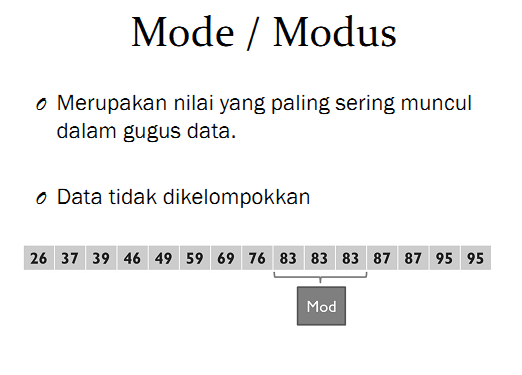 Mode / Modus
Merupakan nilai yang paling sering muncul
dalam gugus data.
Data tidak dikelompokkan
26 37 39 46 49 59 69 76 83 83 83 87 87 95 95
Mod